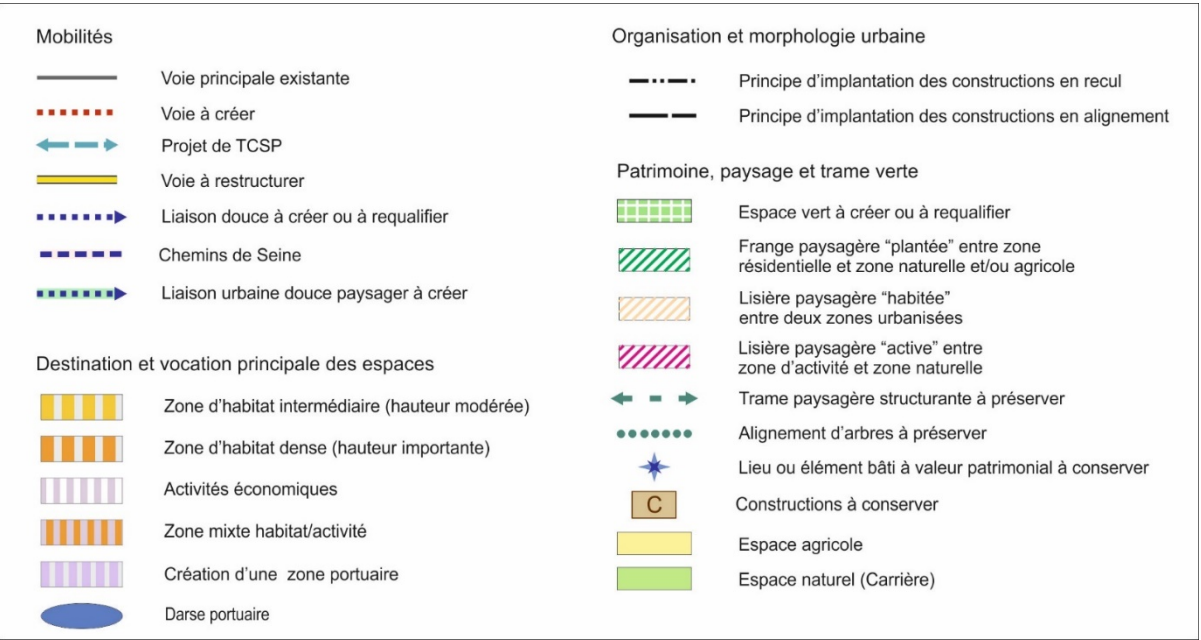 Mobilités
Voie principale existante
Voie à créer
Projet de TCSP
Voie à restructurer
Liaison douce à créer ou à requalifier
Chemins de Seine
Liaison urbaine douce paysager à créer
Destination et vocation principale des espaces
Zone d'habitat intermédiaire (hauteur modérée)
Zone d'habitat dense (hauteur importante)
Activités économiques
Zone mixte habitat/activité
Création d'une zone portuaire
Darse portuaire
Organisation et morphologie urbaine
Principe d'implantation des constructions en recul
Principe d'implantation des constructions en alignement
Patrimoine, paysage et trame verte
Espace vert à créer ou à requalifier
Frange paysagère "plantée" entre zone
résidentielle et zone naturelle et/ou agricole
Lisière paysagère "habitée"
entre deux zones urbanisées
Lisière paysagère "active" entre
zone d'activité et zone naturelle
Trame paysagère structurante à préserver
Alignement d'arbres à préserver
Lieu ou élément bâti à valeur patrimonial à conserver
C Constructions à conserver
Espace agricole
Espace naturel (Carrière)